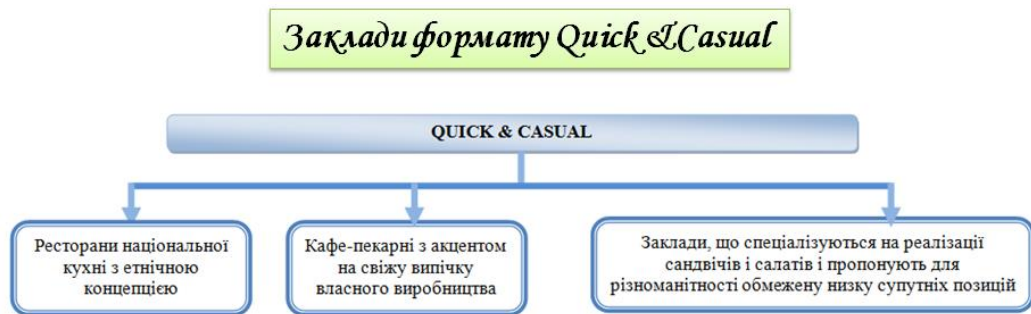 Заклади формату Quick &Casual
QUICK & CASUAL
Ресторани національної
кухні з етнічною
концепцією
Кафе-пекарні з акцентом
на свіжу випічку
власного виробництва
Заклади, що спеціалізуються на реалізації
сандвічів і салатів і пропонують для
різноманітності обмежену низку супутніх позицій